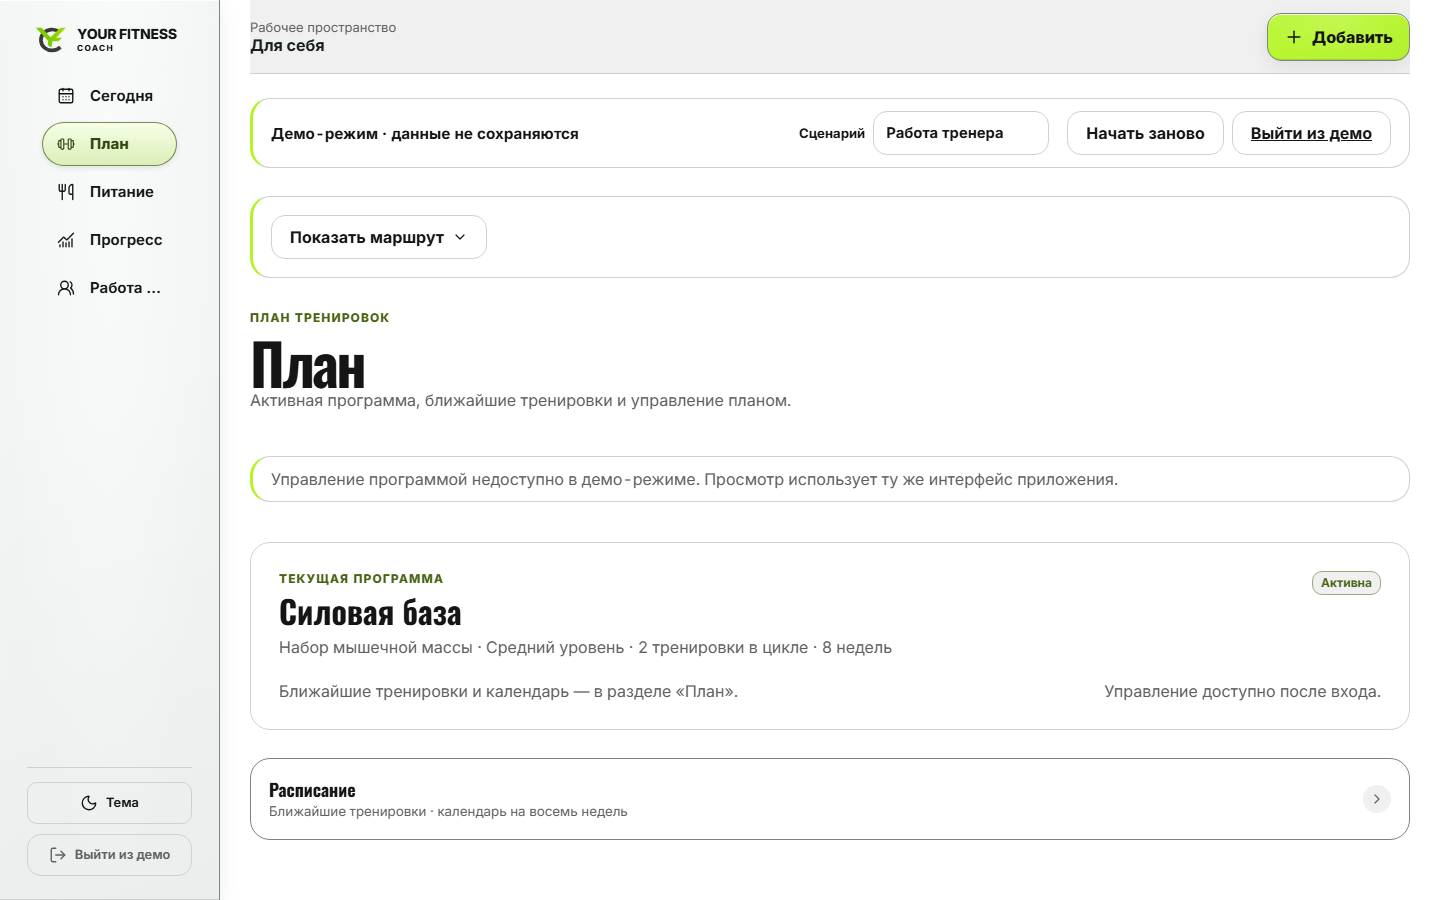 YOUR FITNESS
COACH
Сегодня
План
Питание
Прогресс
Работа ...
Тема
Выйти из демо
Рабочее пространство
Для себя
Добавить
Демо-режим · данные не сохраняются
Сценарий
Работа тренера
Начать заново
Выйти из демо
Показать маршрут
ПЛАН ТРЕНИРОВОК
План
Активная программа, ближайшие тренировки и управление планом.
Управление программой недоступно в демо-режиме. Просмотр использует ту же интерфейс приложения.
ТЕКУЩАЯ ПРОГРАММА
Активна
Силовая база
Набор мышечной массы · Средний уровень · 2 тренировки в цикле · 8 недель
Ближайшие тренировки и календарь — в разделе «План».
Управление доступно после входа.
Расписание
Ближайшие тренировки · календарь на восемь недель